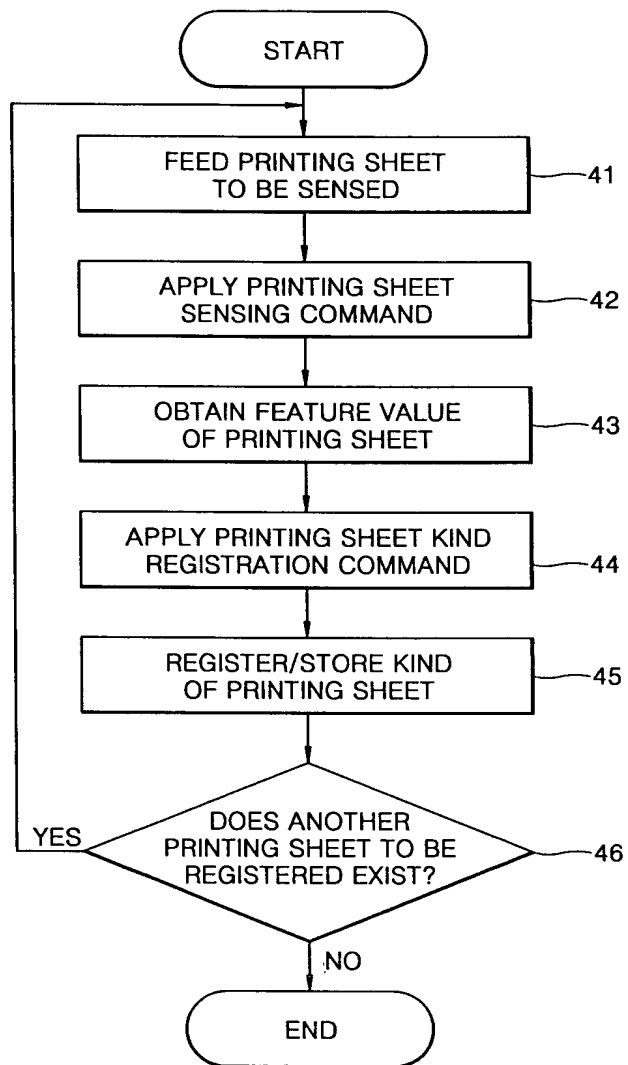 START
FEED PRINTING SHEET
TO BE SENSED
41
APPLY PRINTING SHEET
SENSING COMMAND
42
OBTAIN FEATURE VALUE
OF PRINTING SHEET
43
APPLY PRINTING SHEET KIND
REGISTRATION COMMAND
44
REGISTER/STORE KIND
OF PRINTING SHEET
45
DOES ANOTHER
PRINTING SHEET TO BE
REGISTERED EXIST?
46
YES
NO
END